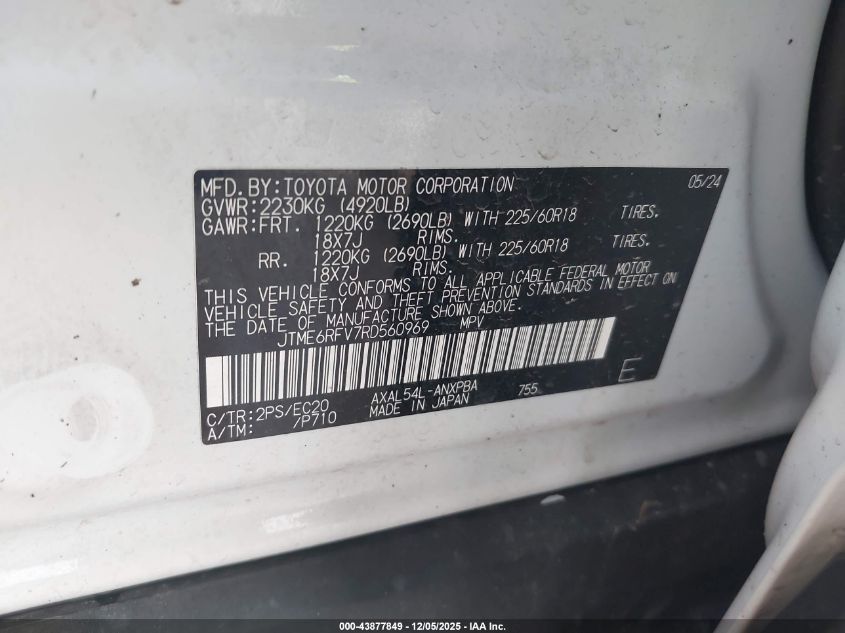 MFD. BY: TOYOTA MOTOR CORPORATION 05/24
GVWR: 2230KG (4920LB)
GAWR: FRT. 1220KG (2690LB) WITH 225/60R18 TIRES.
18X7J RIMS.
RR. 1220KG (2690LB) WITH 225/60R18 TIRES.
18X7J RIMS.
THIS VEHICLE CONFORMS TO ALL APPLICABLE FEDERAL MOTOR
VEHICLE SAFETY AND THEFT PREVENTION STANDARDS IN EFFECT ON
THE DATE OF MANUFACTURE SHOWN ABOVE.
JTME6RFV7RD560969 MPV
C/TR: 2PS/EC20 AXAL54L-ANXPBA 755 E
A/TM: /P710 MADE IN JAPAN
000-43877849 - 12/05/2025 - IAA Inc.